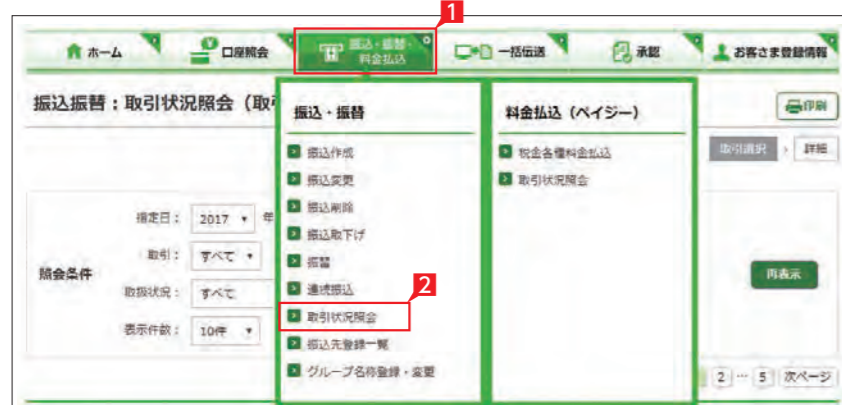 1
ホーム 口座照会 振込・振替・料金払込 一括伝送 承認 お客さま登録情報
振込振替:取引状況照会(取 印刷
取引選択 › 詳細
振込・振替
振込作成
振込変更
振込削除
振込取下げ
振替
連続振込
2
取引状況照会
振込先登録一覧
グループ名称登録・変更
料金払込(ペイジー)
税金各種料金払込
取引状況照会
照会条件
指定日: 2017 年
取引: すべて
取扱状況: すべて
表示件数: 10件
再表示
2 … 5 次ページ